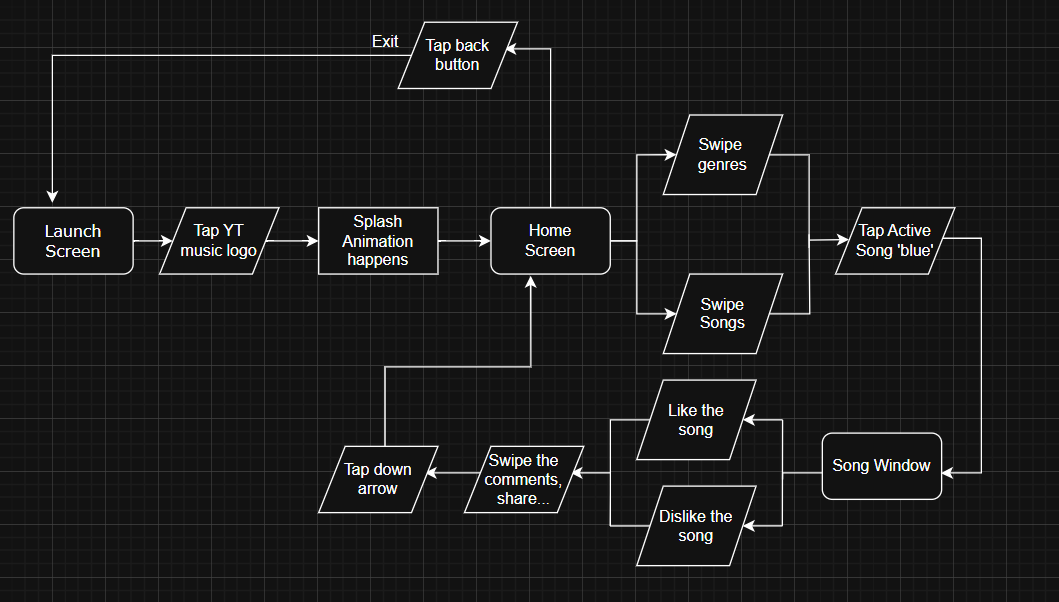 Exit
Tap back
button
Swipe
genres
Launch
Screen
Tap YT
music logo
Splash
Animation
happens
Home
Screen
Tap Active
Song 'blue'
Swipe
Songs
Like the
song
Song Window
Swipe the
comments,
share...
Tap down
arrow
Dislike the
song